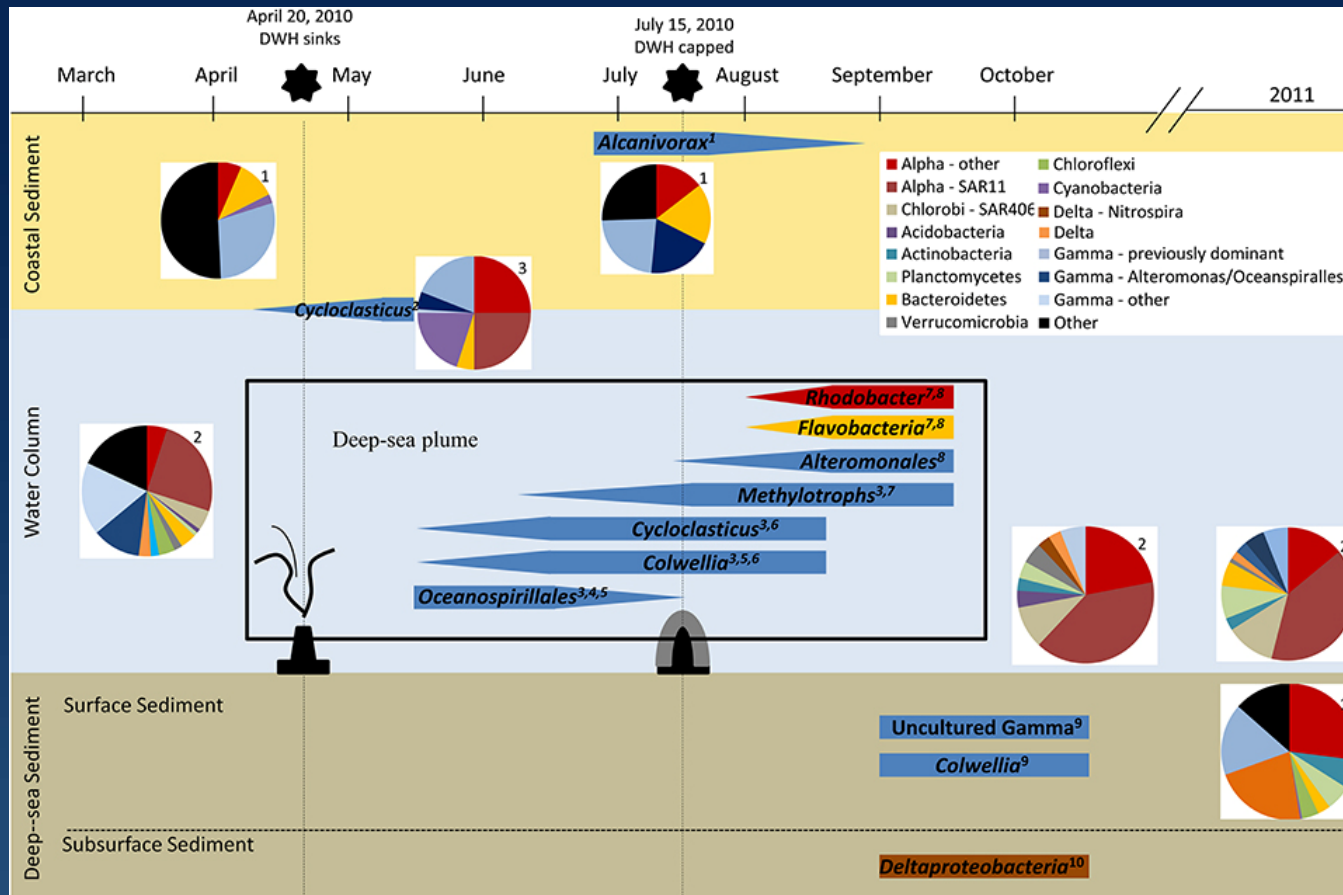 April 20, 2010
DWH sinks
July 15, 2010
DWH capped
March
April
May
June
July
August
September
October
2011
Coastal Sediment
Alcanivorax1
1
1
Alpha - other
Alpha - SAR11
Chlorobi - SAR406
Acidobacteria
Actinobacteria
Planctomycetes
Bacteroidetes
Verrucomicrobia
Chloroflexi
Cyanobacteria
Delta - Nitrospira
Delta
Gamma - previously dominant
Gamma - Alteromonas/Oceanspiralles
Gamma - other
Other
3
Cycloclasticus2
Water Column
Deep-sea plume
2
Rhodobacter7,8
Flavobacteria7,8
Alteromonales8
Methylotrophs3,7
Cycloclasticus3,6
Colwellia3,5,6
Oceanospirillales3,4,5
2
Deep--sea Sediment
Surface Sediment
Uncultured Gamma9
Colwellia9
Subsurface Sediment
Deltaproteobacteria10